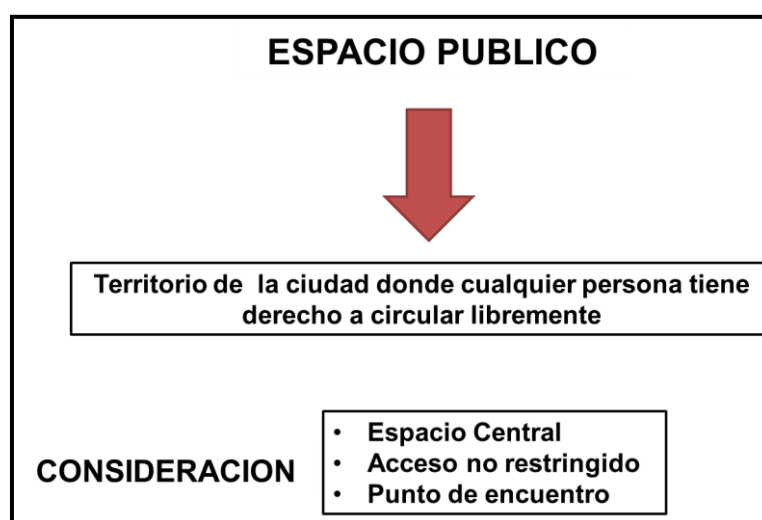 ESPACIO PUBLICO
Territorio de la ciudad donde cualquier persona tiene
derecho a circular libremente
CONSIDERACION
• Espacio Central
• Acceso no restringido
• Punto de encuentro